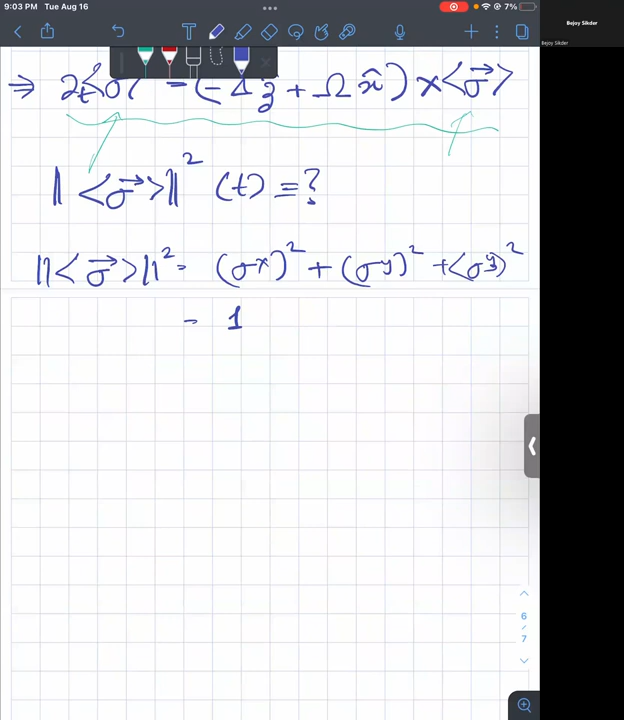 9:03 PM Tue Aug 16
7%
Bejoy Sikder
Bejoy Sikder
⇒ ∂t<σ> = (-Δẑ + Ωx̂) × <σ⃗>
‖<σ⃗>‖² (t) = ?
‖<σ⃗>‖² = (σx)² + (σy)² + <σz>²
= 1
6
/
7